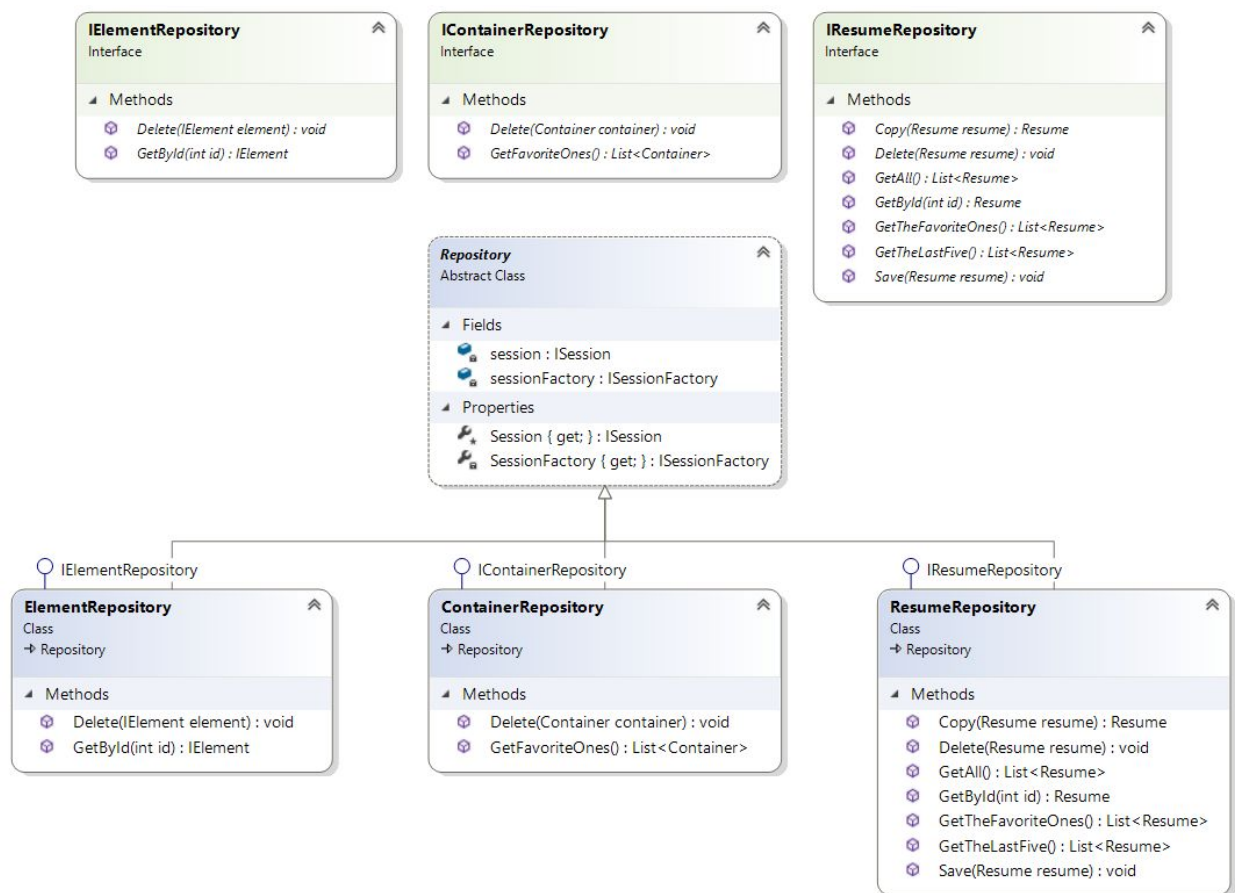 IElementRepository
Interface
Methods
Delete(IElement element) : void
GetById(int id) : IElement
IContainerRepository
Interface
Methods
Delete(Container container) : void
GetFavoriteOnes() : List<Container>
IResumeRepository
Interface
Methods
Copy(Resume resume) : Resume
Delete(Resume resume) : void
GetAll() : List<Resume>
GetById(int id) : Resume
GetTheFavoriteOnes() : List<Resume>
GetTheLastFive() : List<Resume>
Save(Resume resume) : void
Repository
Abstract Class
Fields
session : ISession
sessionFactory : ISessionFactory
Properties
Session { get; } : ISession
SessionFactory { get; } : ISessionFactory
IElementRepository
ElementRepository
Class
Repository
Methods
Delete(IElement element) : void
GetById(int id) : IElement
IContainerRepository
ContainerRepository
Class
Repository
Methods
Delete(Container container) : void
GetFavoriteOnes() : List<Container>
IResumeRepository
ResumeRepository
Class
Repository
Methods
Copy(Resume resume) : Resume
Delete(Resume resume) : void
GetAll() : List<Resume>
GetById(int id) : Resume
GetTheFavoriteOnes() : List<Resume>
GetTheLastFive() : List<Resume>
Save(Resume resume) : void